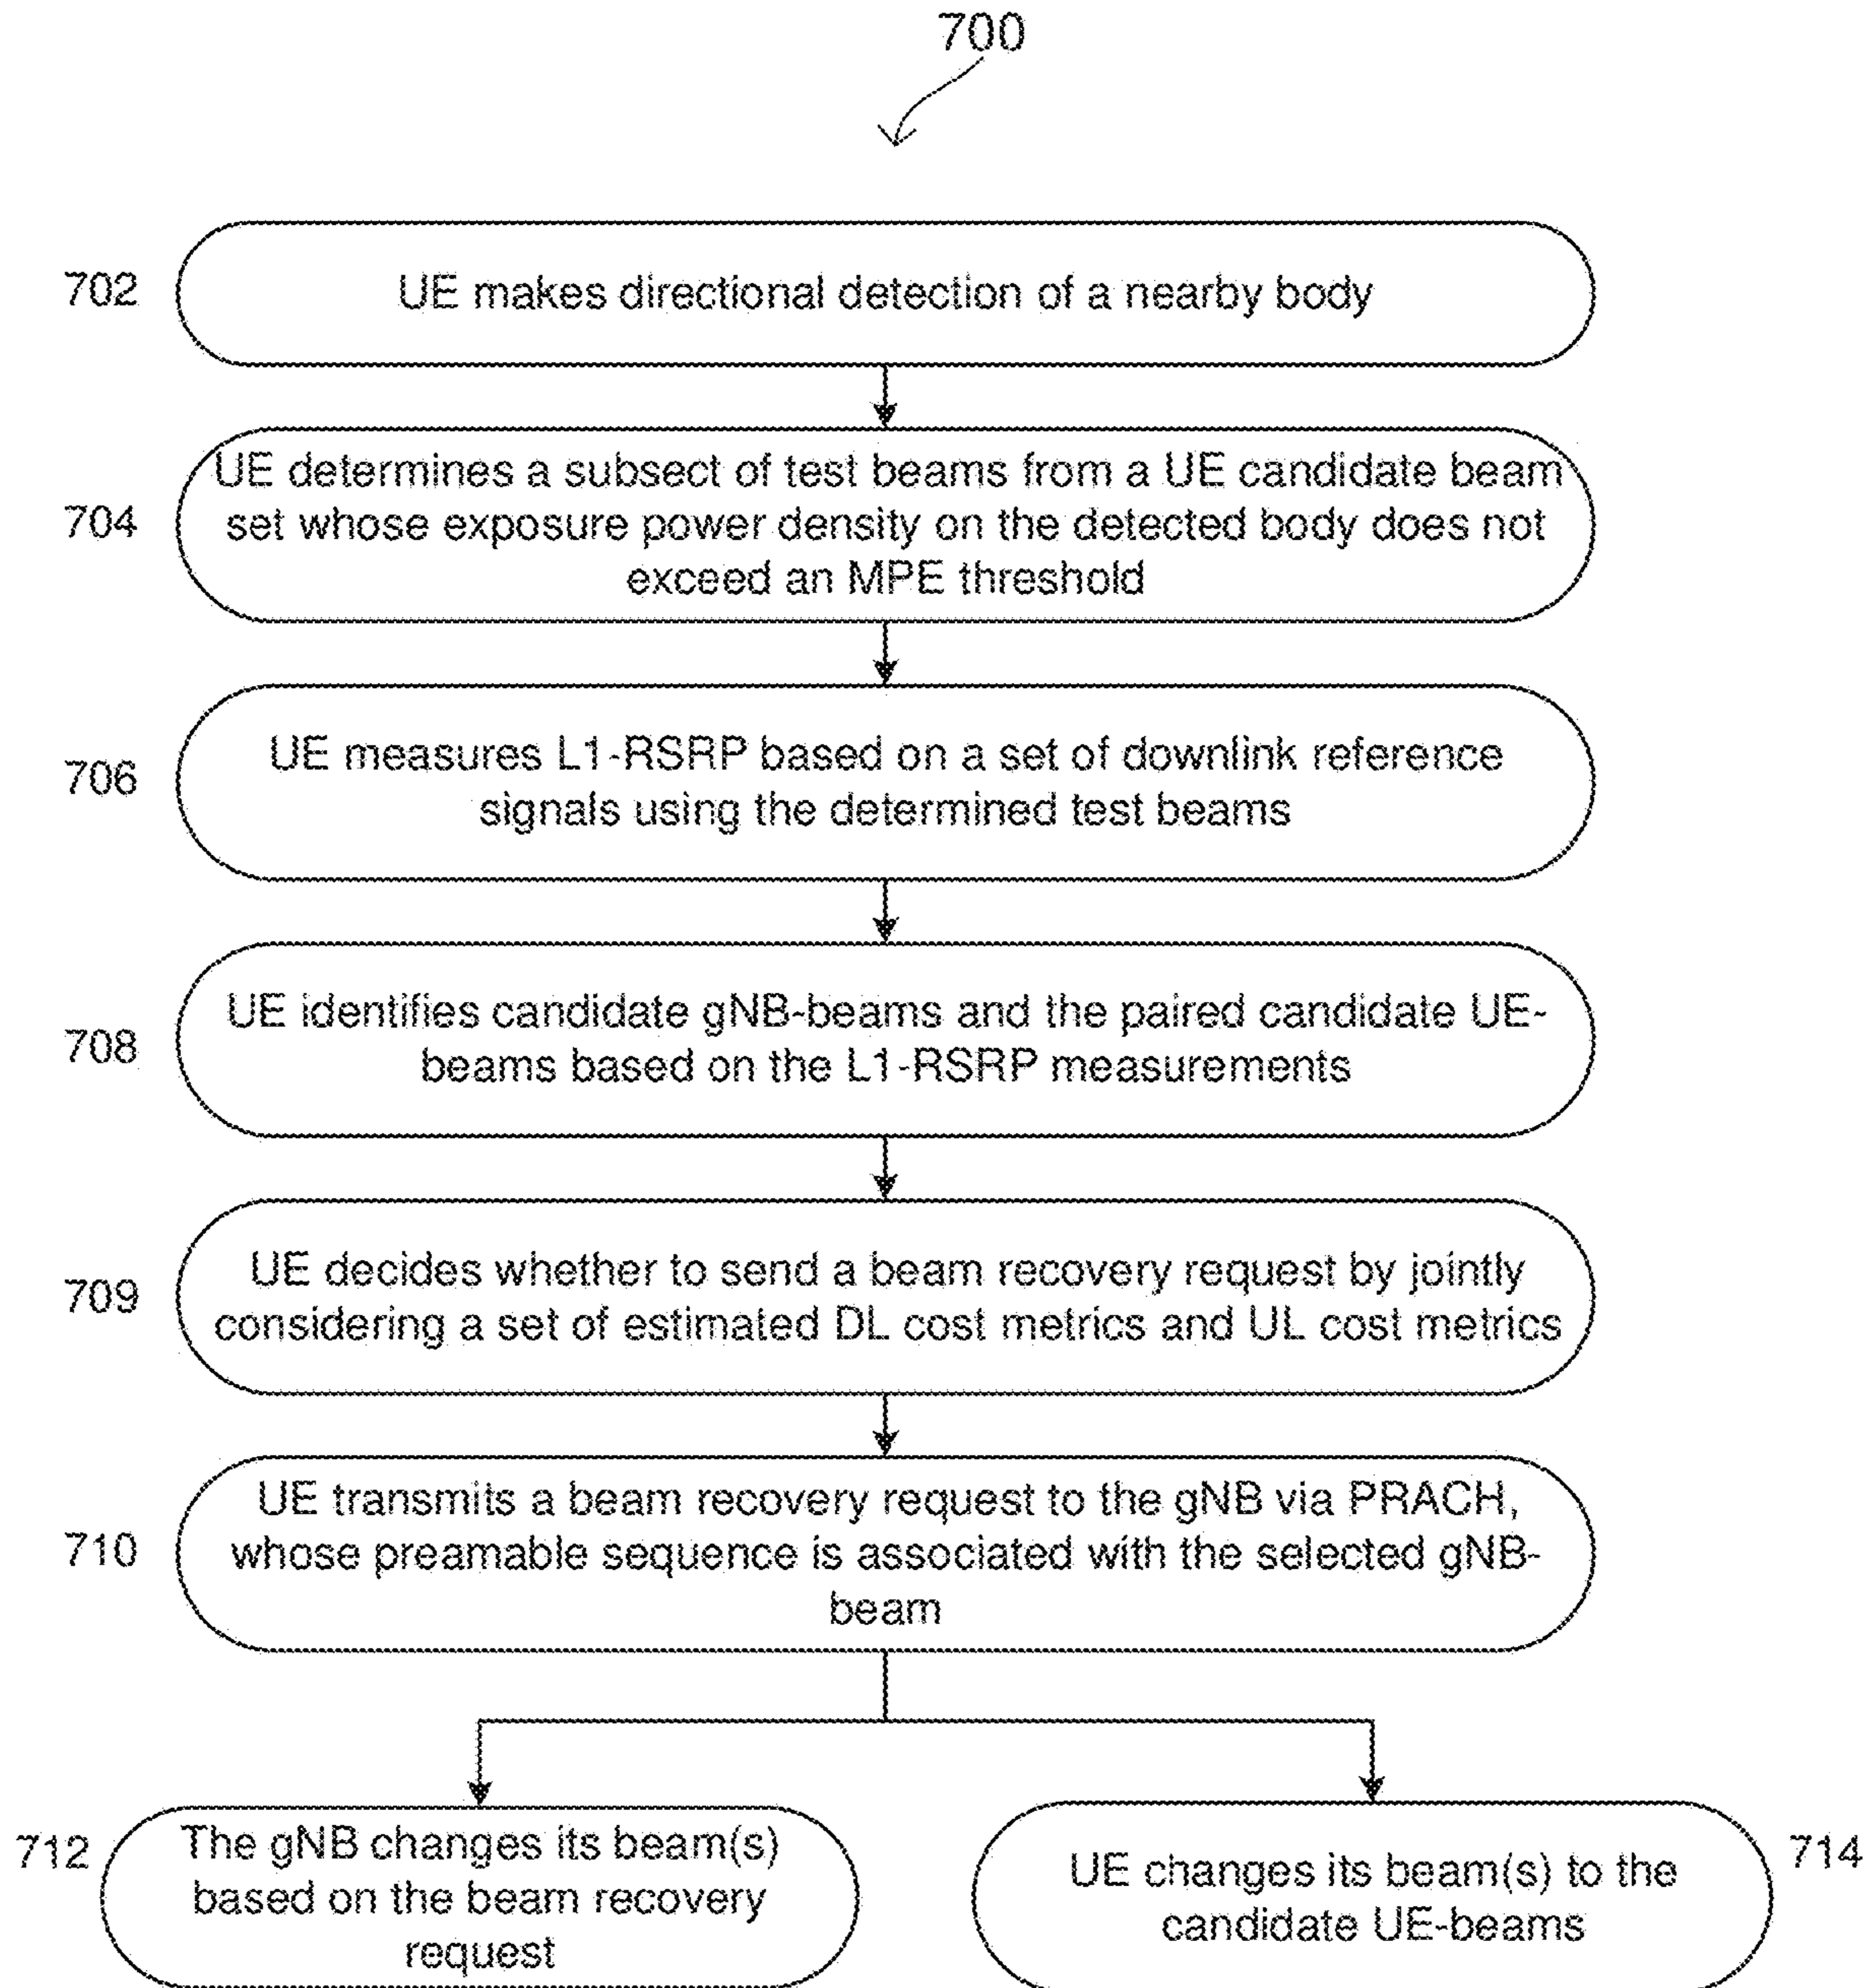 700
702
UE makes directional detection of a nearby body
704
UE determines a subsect of test beams from a UE candidate beam
set whose exposure power density on the detected body does not
exceed an MPE threshold
706
UE measures L1-RSRP based on a set of downlink reference
signals using the determined test beams
708
UE identifies candidate gNB-beams and the paired candidate UE-
beams based on the L1-RSRP measurements
709
UE decides whether to send a beam recovery request by jointly
considering a set of estimated DL cost metrics and UL cost metrics
710
UE transmits a beam recovery request to the gNB via PRACH,
whose preamable sequence is associated with the selected gNB-
beam
712
The gNB changes its beam(s)
based on the beam recovery
request
714
UE changes its beam(s) to the
candidate UE-beams